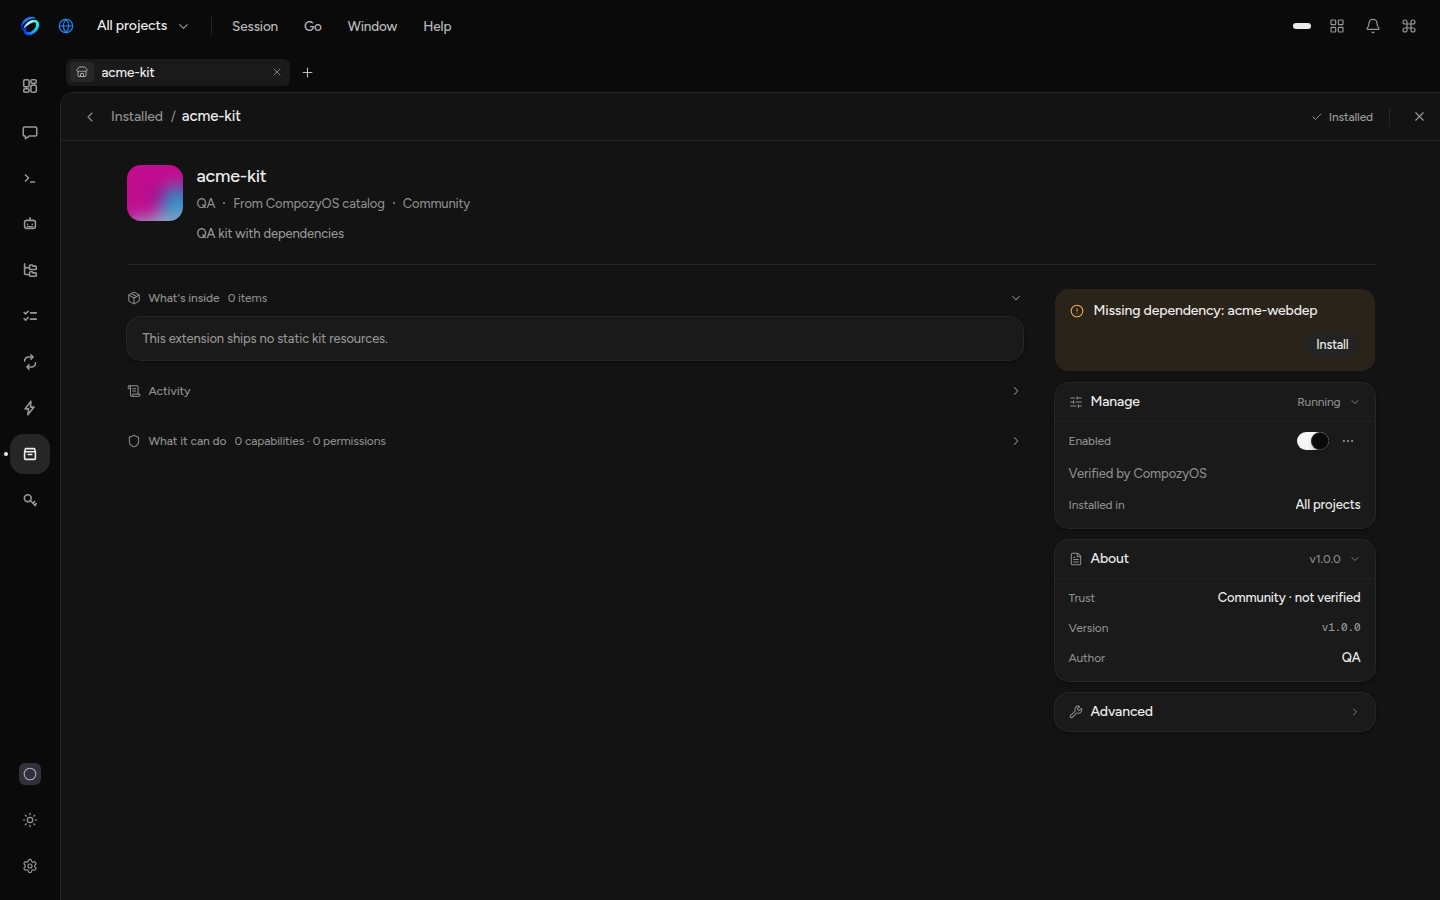 All projects Session Go Window Help
acme-kit
Installed / acme-kit Installed
acme-kit
QA · From CompozyOS catalog · Community
QA kit with dependencies
What's inside 0 items
This extension ships no static kit resources.
Activity
What it can do 0 capabilities · 0 permissions
Missing dependency: acme-webdep
Install
Manage Running
Enabled
Verified by CompozyOS
Installed in All projects
About v1.0.0
Trust Community · not verified
Version v1.0.0
Author QA
Advanced